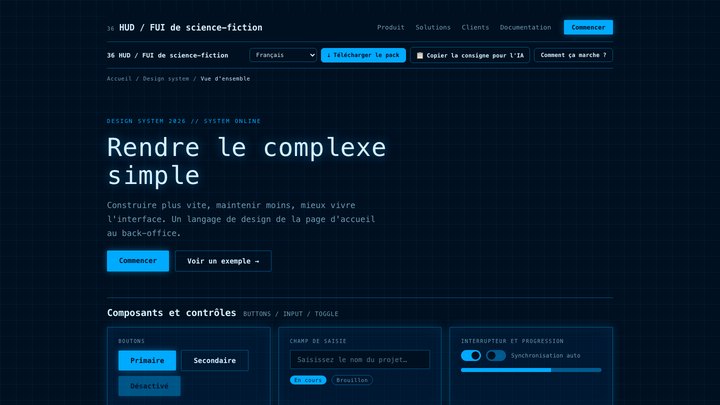 36 HUD / FUI de science-fiction
Produit Solutions Clients Documentation Commencer
36 HUD / FUI de science-fiction
Français
↓ Télécharger le pack
📋 Copier la consigne pour l'IA
Comment ça marche ?
Accueil / Design system / Vue d'ensemble
DESIGN SYSTEM 2026 // SYSTEM ONLINE
Rendre le complexe
simple
Construire plus vite, maintenir moins, mieux vivre
l'interface. Un langage de design de la page d'accueil
au back-office.
Commencer
Voir un exemple →
Composants et contrôles BUTTONS / INPUT / TOGGLE
BOUTONS
Primaire
Secondaire
Désactivé
CHAMP DE SAISIE
Saisissez le nom du projet…
En cours
Brouillon
INTERRUPTEUR ET PROGRESSION
Synchronisation auto